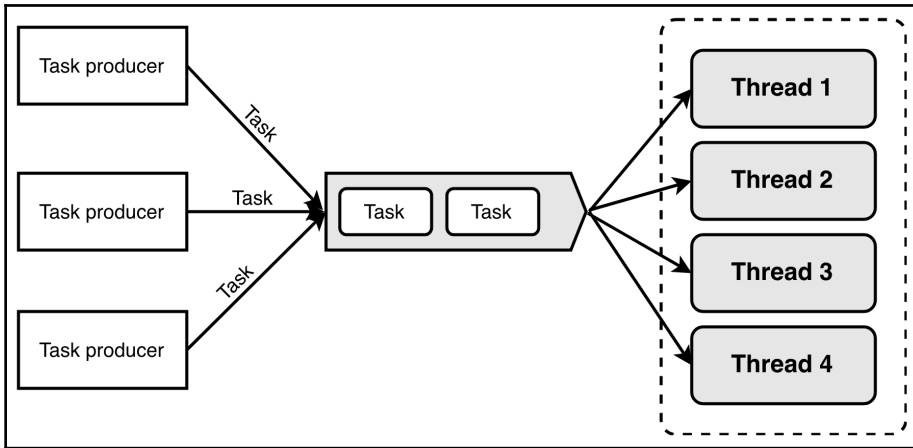 Task producer
Task
Task producer
Task
Task producer
Task
Task
Task
Thread 1
Thread 2
Thread 3
Thread 4